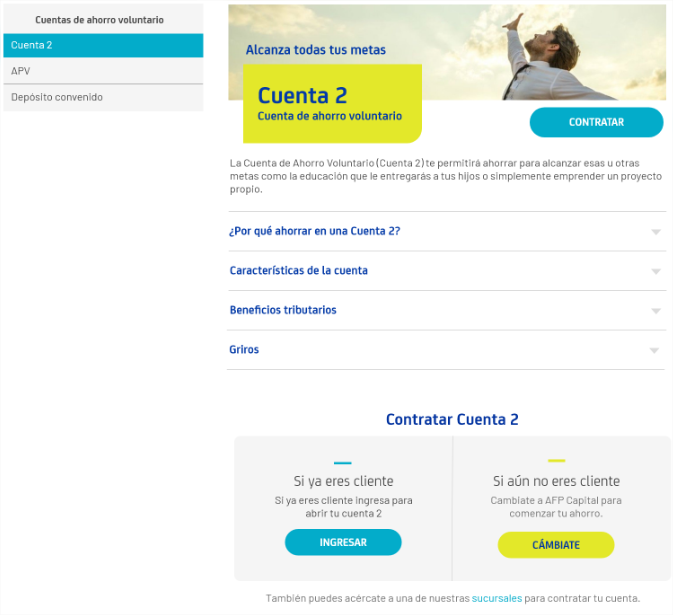 Cuentas de ahorro voluntario
Cuenta 2
APV
Depósito convenido
Alcanza todas tus metas
Cuenta 2
Cuenta de ahorro voluntario
CONTRATAR
La Cuenta de Ahorro Voluntario (Cuenta 2) te permitirá ahorrar para alcanzar esas u otras
metas como la educación que le entregarás a tus hijos o simplemente emprender un proyecto
propio.
¿Por qué ahorrar en una Cuenta 2?
Características de la cuenta
Beneficios tributarios
Griros
Contratar Cuenta 2
Si ya eres cliente
Si ya eres cliente ingresa para
abrir tu cuenta 2
INGRESAR
Si aún no eres cliente
Cambiate a AFP Capital para
comenzar tu ahorro.
CÁMBIATE
También puedes acércate a una de nuestras sucursales para contratar tu cuenta.